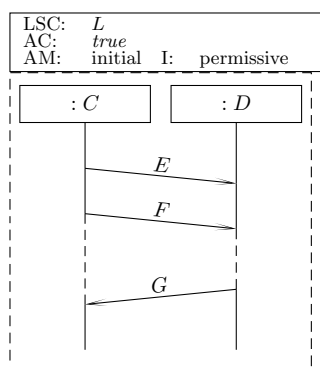 LSC: L
AC: true
AM: initial I: permissive
: C : D
E
F
G